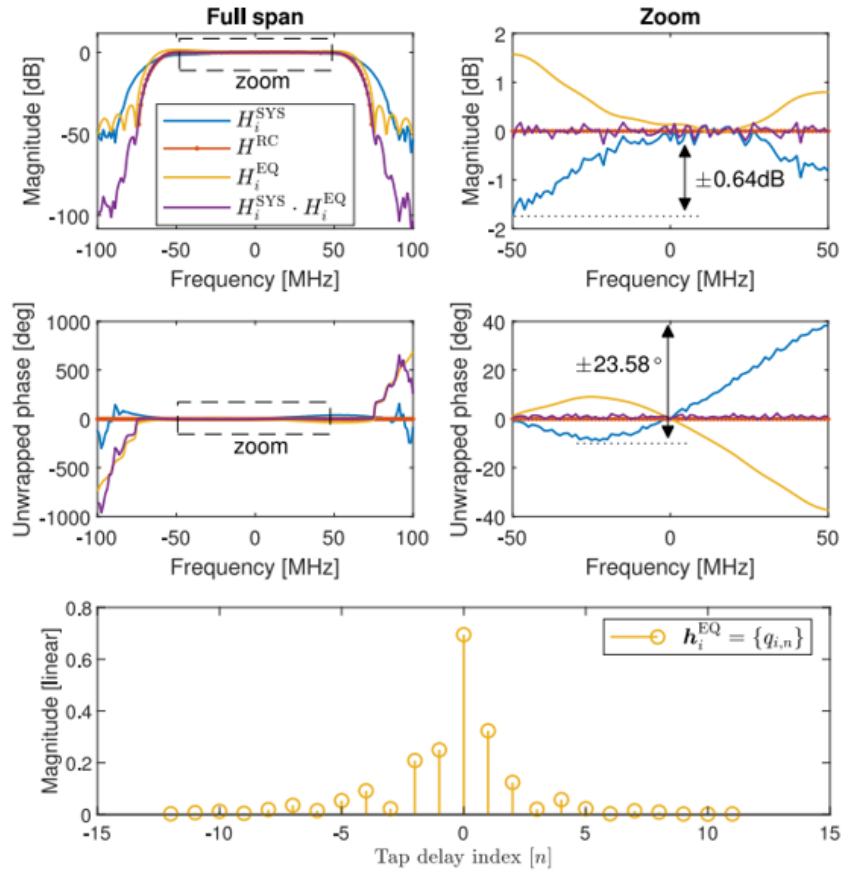 Full span
Zoom
0
-50
-100
Magnitude [dB]
zoom
H_i^SYS
H^RC
H_i^EQ
H_i^SYS · H_i^EQ
-100 -50 0 50 100
Frequency [MHz]
2
1
0
-1
-2
Magnitude [dB]
±0.64dB
-50 0 50
Frequency [MHz]
1000
500
0
-500
-1000
Unwrapped phase [deg]
zoom
-100 -50 0 50 100
Frequency [MHz]
40
20
0
-20
-40
Unwrapped phase [deg]
±23.58°
-50 0 50
Frequency [MHz]
0.8
0.6
0.4
0.2
0
Magnitude [linear]
h_i^EQ = {q_i,n}
-15 -10 -5 0 5 10 15
Tap delay index [n]